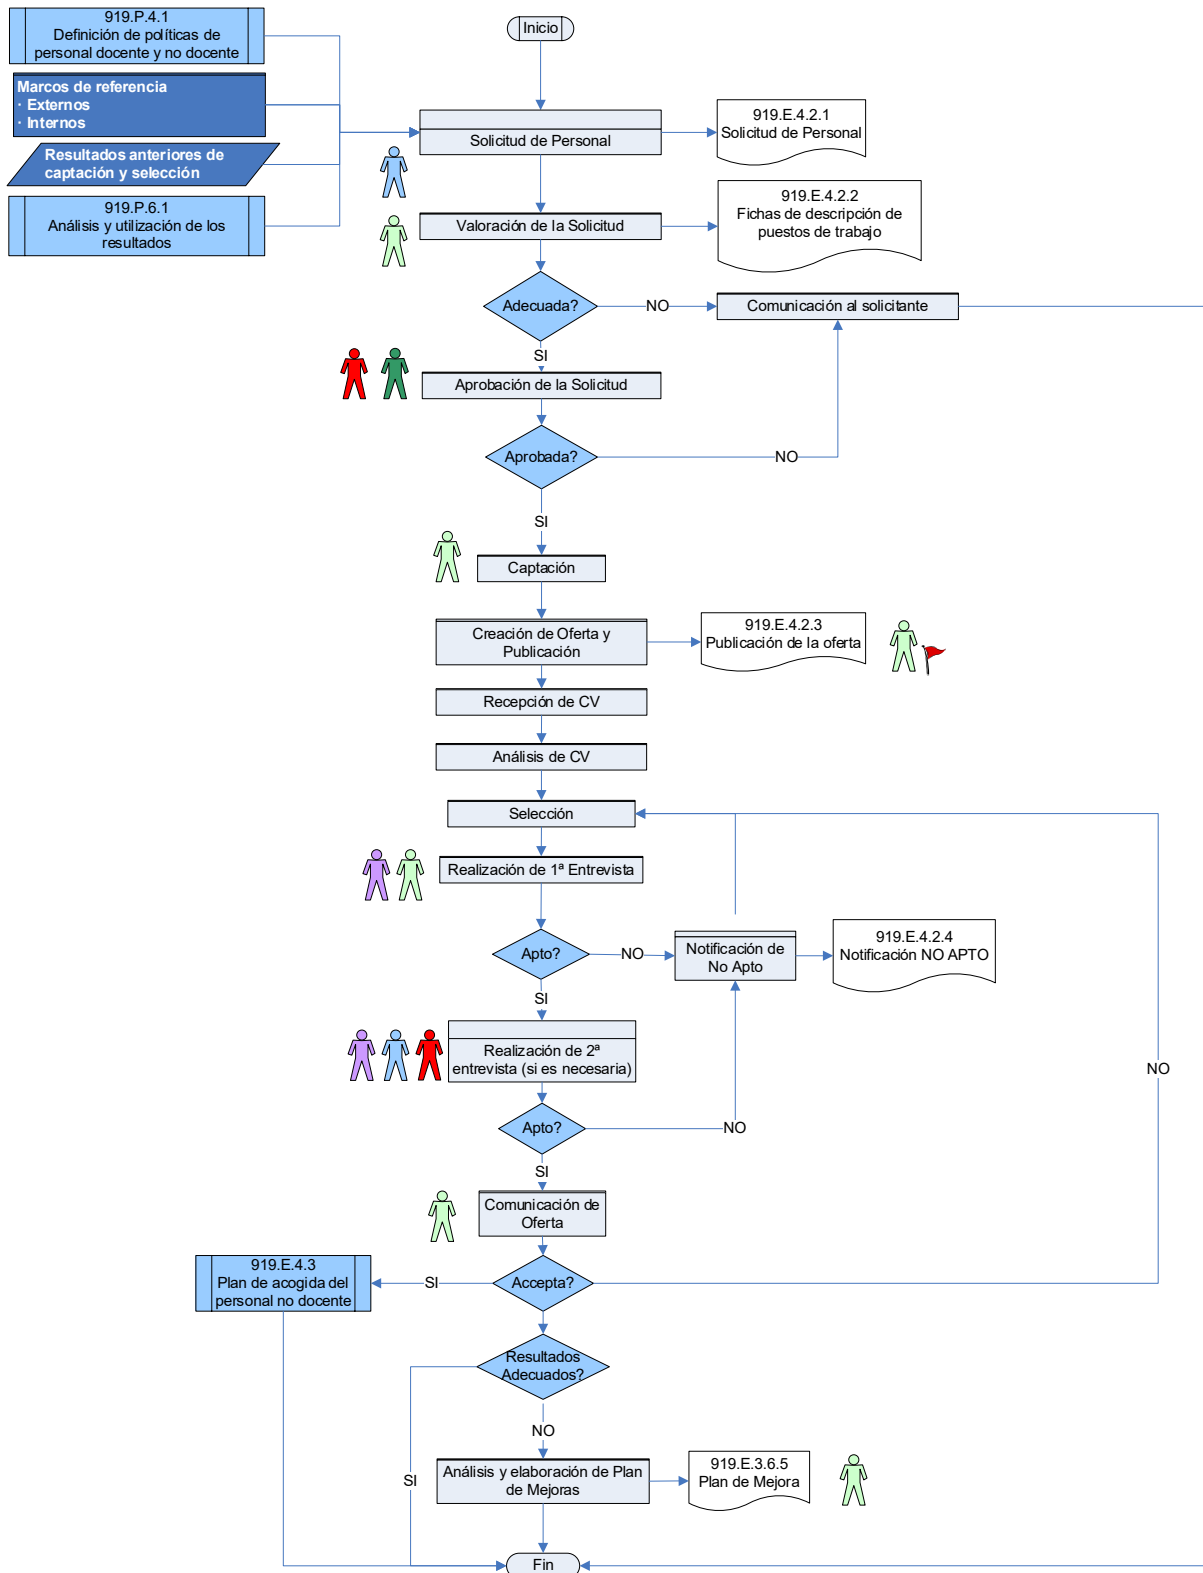 919.P.4.1
Definición de políticas de
personal docente y no docente
Marcos de referencia
· Externos
· Internos
Resultados anteriores de
captación y selección
919.P.6.1
Análisis y utilización de los
resultados
Inicio
Solicitud de Personal
919.E.4.2.1
Solicitud de Personal
Valoración de la Solicitud
919.E.4.2.2
Fichas de descripción de
puestos de trabajo
Adecuada?
NO
Comunicación al solicitante
SI
Aprobación de la Solicitud
Aprobada?
NO
SI
Captación
Creación de Oferta y
Publicación
919.E.4.2.3
Publicación de la oferta
Recepción de CV
Análisis de CV
Selección
Realización de 1ª Entrevista
Apto?
NO
Notificación de
No Apto
919.E.4.2.4
Notificación NO APTO
SI
Realización de 2ª
entrevista (si es necesaria)
NO
Apto?
NO
SI
Comunicación de
Oferta
919.E.4.3
Plan de acogida del
personal no docente
SI
Accepta?
Resultados
Adecuados?
NO
SI
Análisis y elaboración de Plan
de Mejoras
919.E.3.6.5
Plan de Mejora
Fin